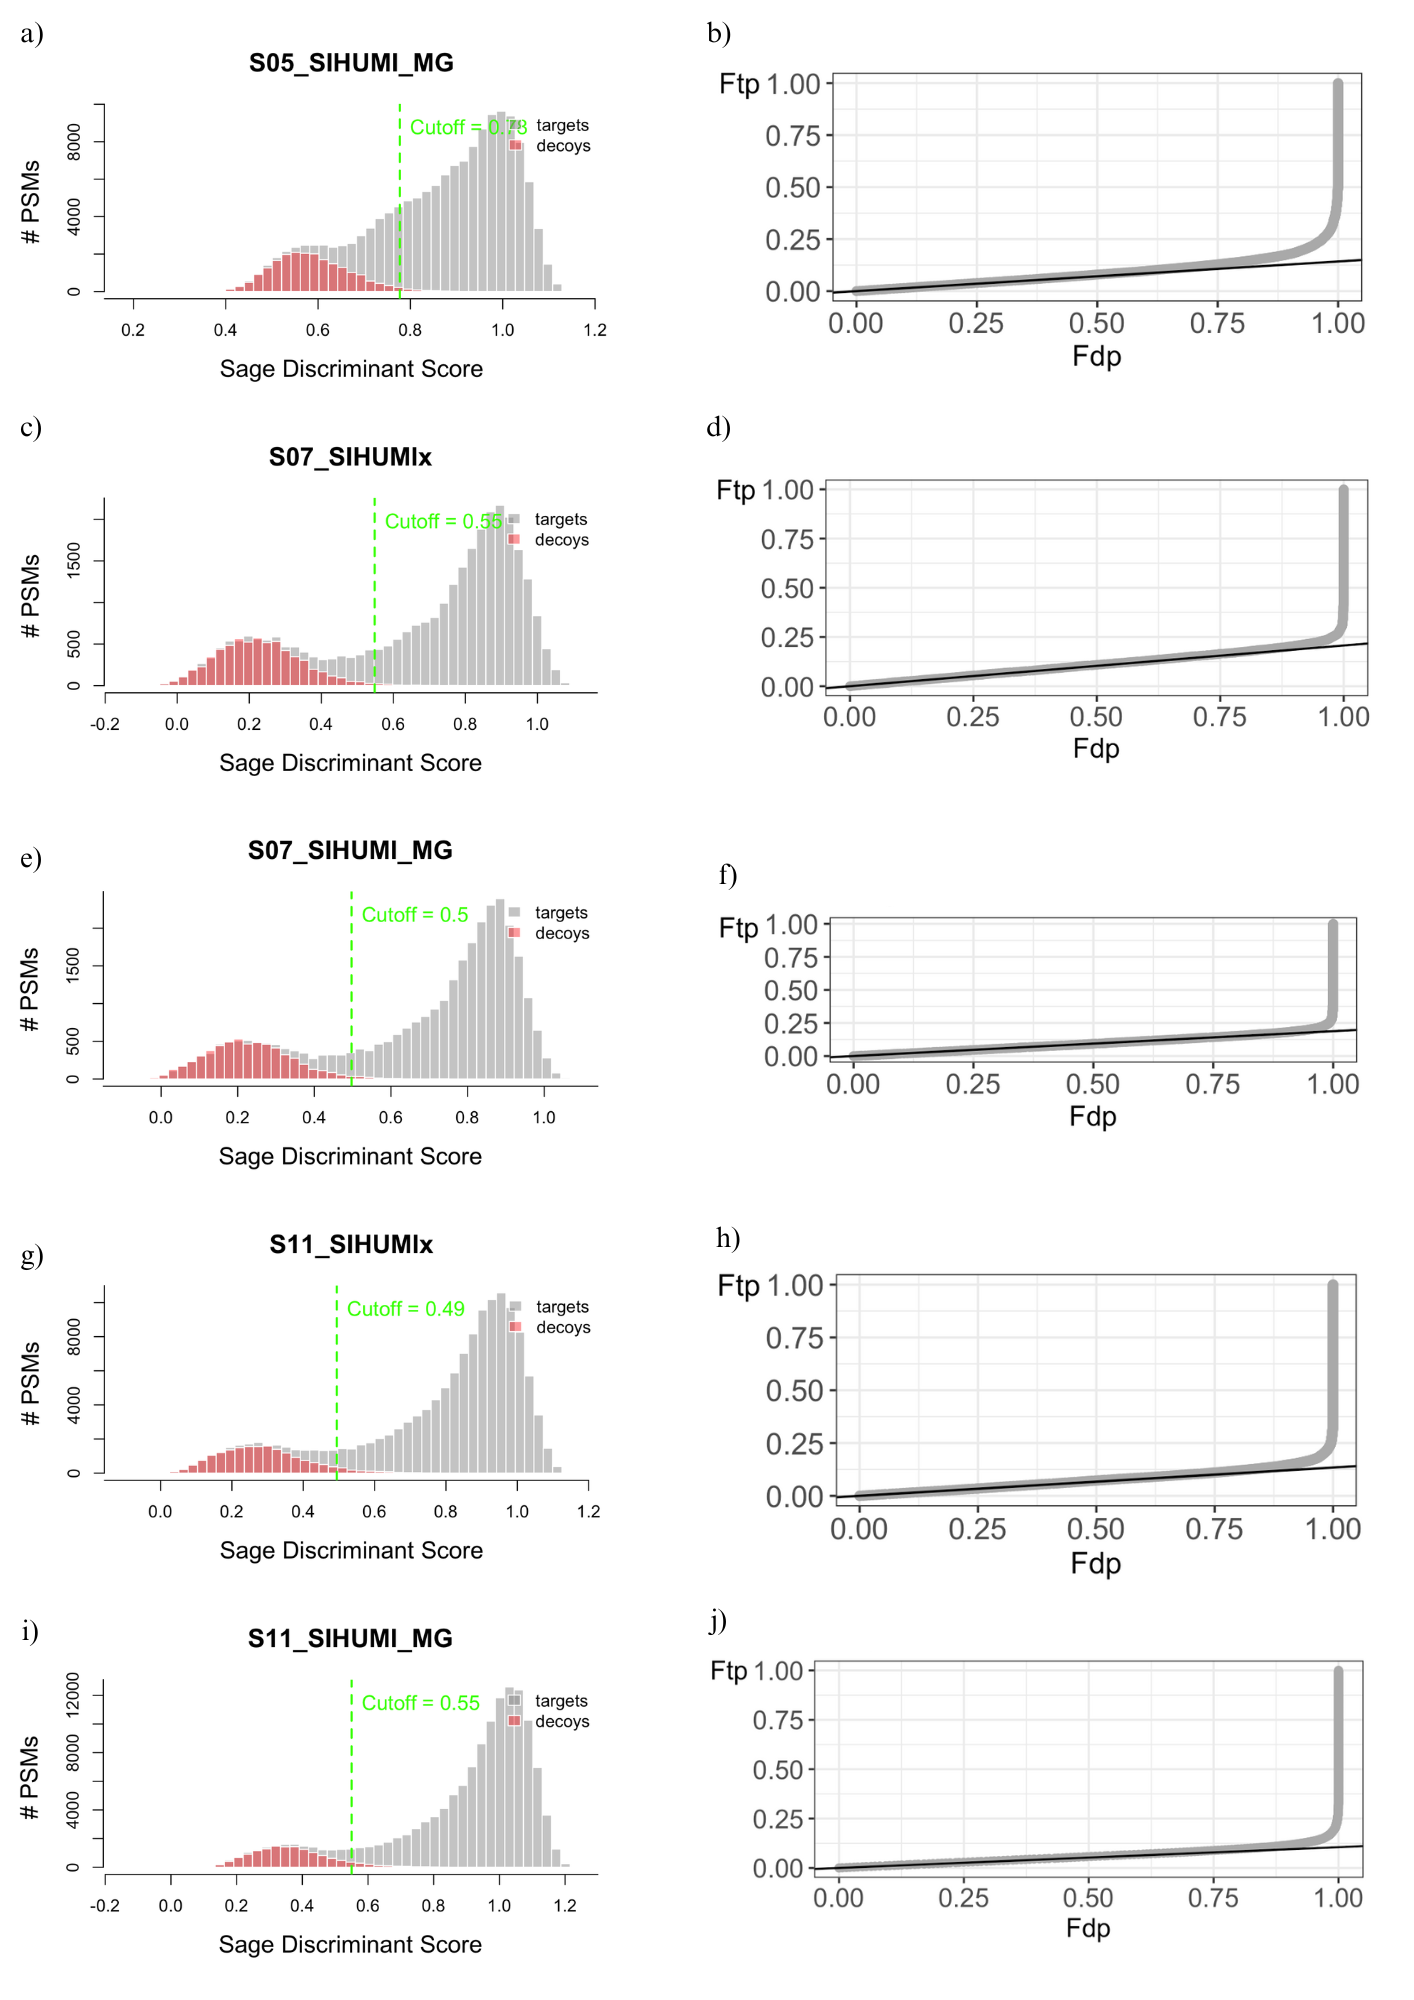 a)
S05_SIHUMI_MG
# PSMs
8000
4000
0
Cutoff = 0.78
targets
decoys
0.2 0.4 0.6 0.8 1.0 1.2
Sage Discriminant Score
b)
Ftp 1.00
0.75
0.50
0.25
0.00
0.00 0.25 0.50 0.75 1.00
Fdp
c)
S07_SIHUMIx
# PSMs
1500
500
0
Cutoff = 0.55
targets
decoys
-0.2 0.0 0.2 0.4 0.6 0.8 1.0
Sage Discriminant Score
d)
Ftp 1.00
0.75
0.50
0.25
0.00
0.00 0.25 0.50 0.75 1.00
Fdp
e)
S07_SIHUMI_MG
# PSMs
1500
500
0
Cutoff = 0.5
targets
decoys
0.0 0.2 0.4 0.6 0.8 1.0
Sage Discriminant Score
f)
Ftp 1.00
0.75
0.50
0.25
0.00
0.00 0.25 0.50 0.75 1.00
Fdp
g)
S11_SIHUMIx
# PSMs
8000
4000
0
Cutoff = 0.49
targets
decoys
0.0 0.2 0.4 0.6 0.8 1.0 1.2
Sage Discriminant Score
h)
Ftp 1.00
0.75
0.50
0.25
0.00
0.00 0.25 0.50 0.75 1.00
Fdp
i)
S11_SIHUMI_MG
# PSMs
12000
8000
4000
0
Cutoff = 0.55
targets
decoys
-0.2 0.0 0.2 0.4 0.6 0.8 1.0 1.2
Sage Discriminant Score
j)
Ftp 1.00
0.75
0.50
0.25
0.00
0.00 0.25 0.50 0.75 1.00
Fdp